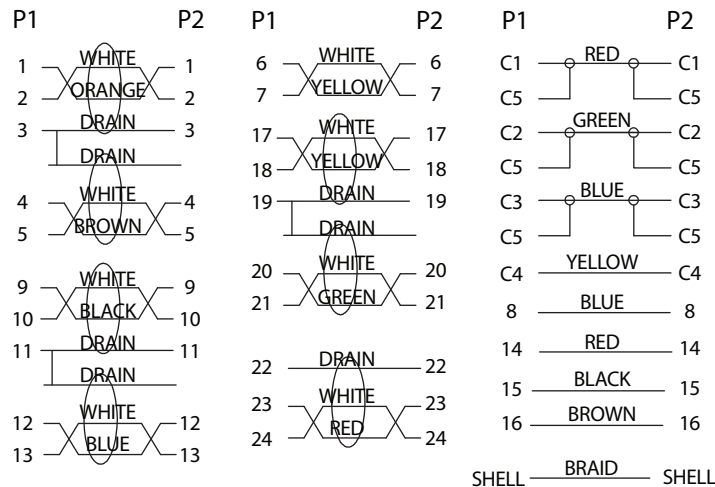 P1 P2
1 WHITE 1
2 ORANGE 2
3 DRAIN 3
DRAIN
4 WHITE 4
5 BROWN 5
9 WHITE 9
10 BLACK 10
11 DRAIN 11
DRAIN
12 WHITE 12
13 BLUE 13
P1 P2
6 WHITE 6
7 YELLOW 7
17 WHITE 17
18 YELLOW 18
19 DRAIN 19
DRAIN
20 WHITE 20
21 GREEN 21
22 DRAIN 22
23 WHITE 23
24 RED 24
P1 P2
C1 RED C1
C5 C5
C2 GREEN C2
C5 C5
C3 BLUE C3
C5 C5
C4 YELLOW C4
8 BLUE 8
14 RED 14
15 BLACK 15
16 BROWN 16
SHELL BRAID SHELL